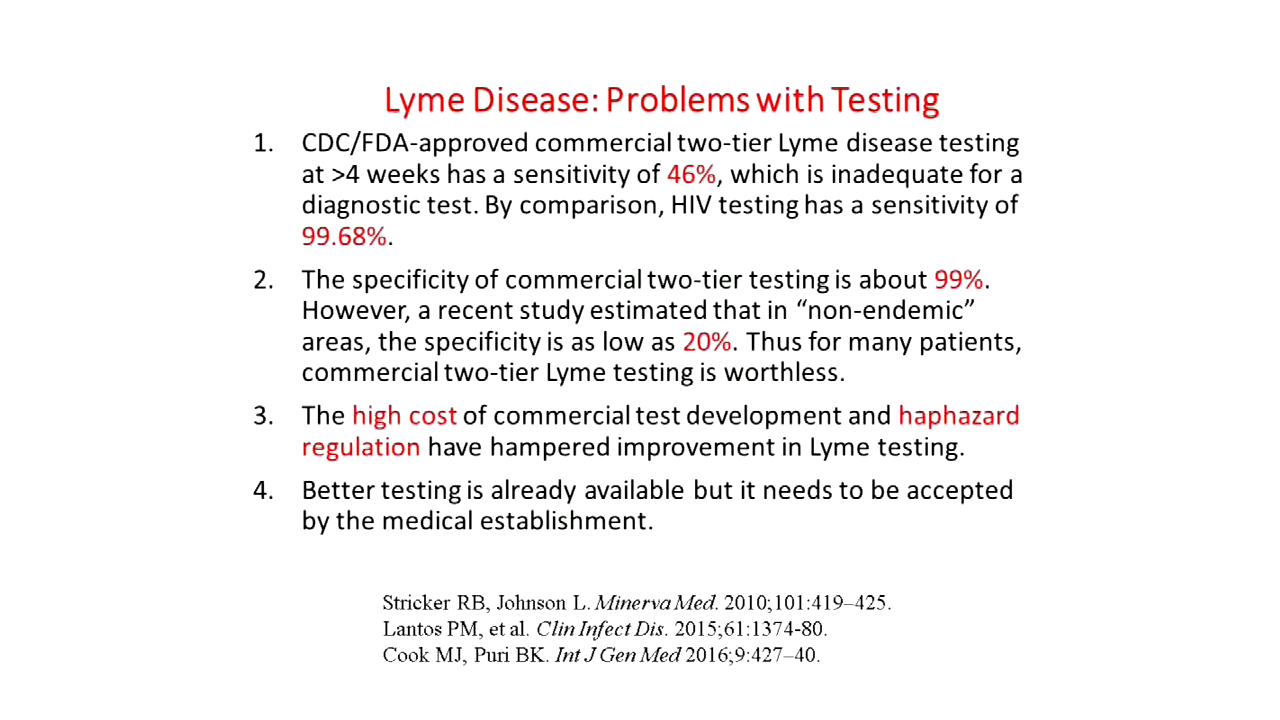 Lyme Disease: Problems with Testing
1. CDC/FDA-approved commercial two-tier Lyme disease testing
at >4 weeks has a sensitivity of 46%, which is inadequate for a
diagnostic test. By comparison, HIV testing has a sensitivity of
99.68%.
2. The specificity of commercial two-tier testing is about 99%.
However, a recent study estimated that in “non-endemic”
areas, the specificity is as low as 20%. Thus for many patients,
commercial two-tier Lyme testing is worthless.
3. The high cost of commercial test development and haphazard
regulation have hampered improvement in Lyme testing.
4. Better testing is already available but it needs to be accepted
by the medical establishment.
Stricker RB, Johnson L. Minerva Med. 2010;101:419–425.
Lantos PM, et al. Clin Infect Dis. 2015;61:1374-80.
Cook MJ, Puri BK. Int J Gen Med 2016;9:427–40.